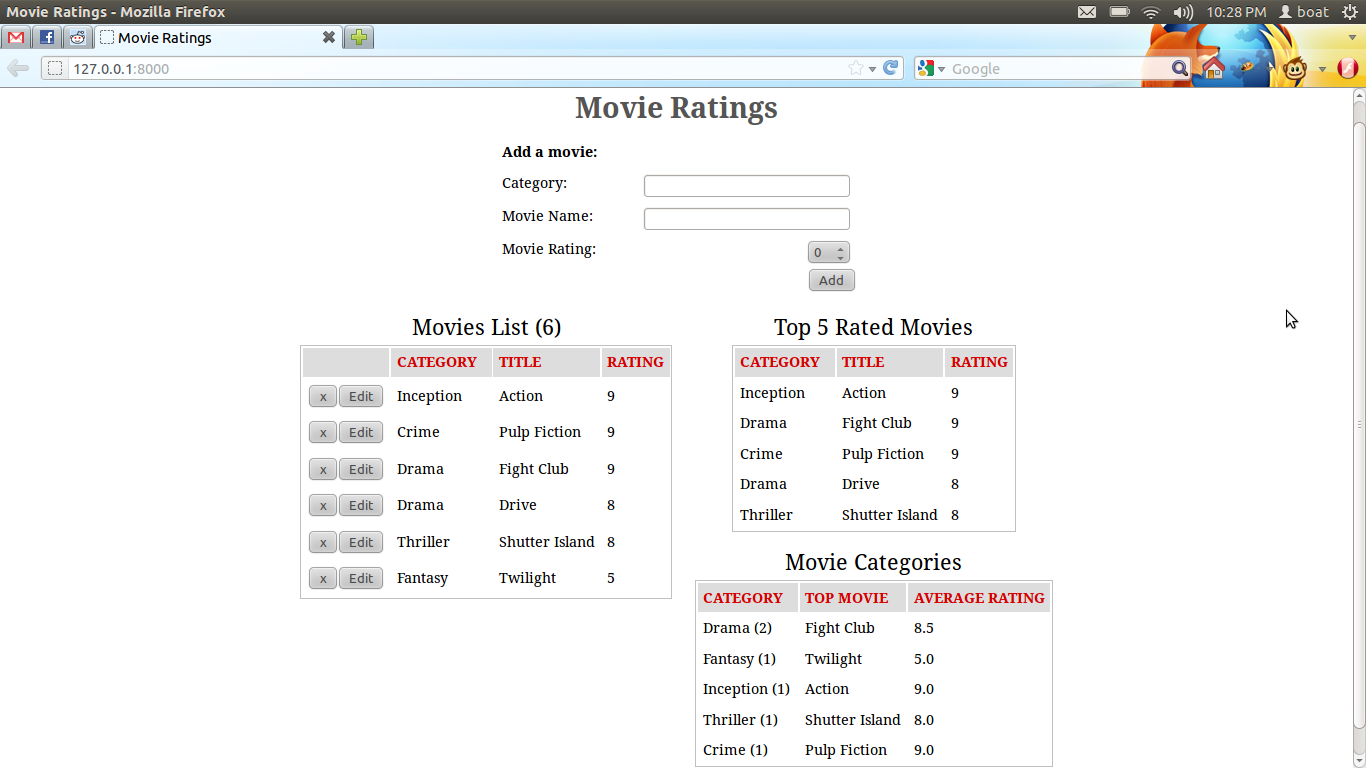 Movie Ratings - Mozilla Firefox
10:28 PM boat
Movie Ratings
127.0.0.1:8000
Google
Movie Ratings
Add a movie:
Category:
Movie Name:
Movie Rating: 0
Add
Movies List (6)
CATEGORY TITLE RATING
x Edit Inception Action 9
x Edit Crime Pulp Fiction 9
x Edit Drama Fight Club 9
x Edit Drama Drive 8
x Edit Thriller Shutter Island 8
x Edit Fantasy Twilight 5
Top 5 Rated Movies
CATEGORY TITLE RATING
Inception Action 9
Drama Fight Club 9
Crime Pulp Fiction 9
Drama Drive 8
Thriller Shutter Island 8
Movie Categories
CATEGORY TOP MOVIE AVERAGE RATING
Drama (2) Fight Club 8.5
Fantasy (1) Twilight 5.0
Inception (1) Action 9.0
Thriller (1) Shutter Island 8.0
Crime (1) Pulp Fiction 9.0